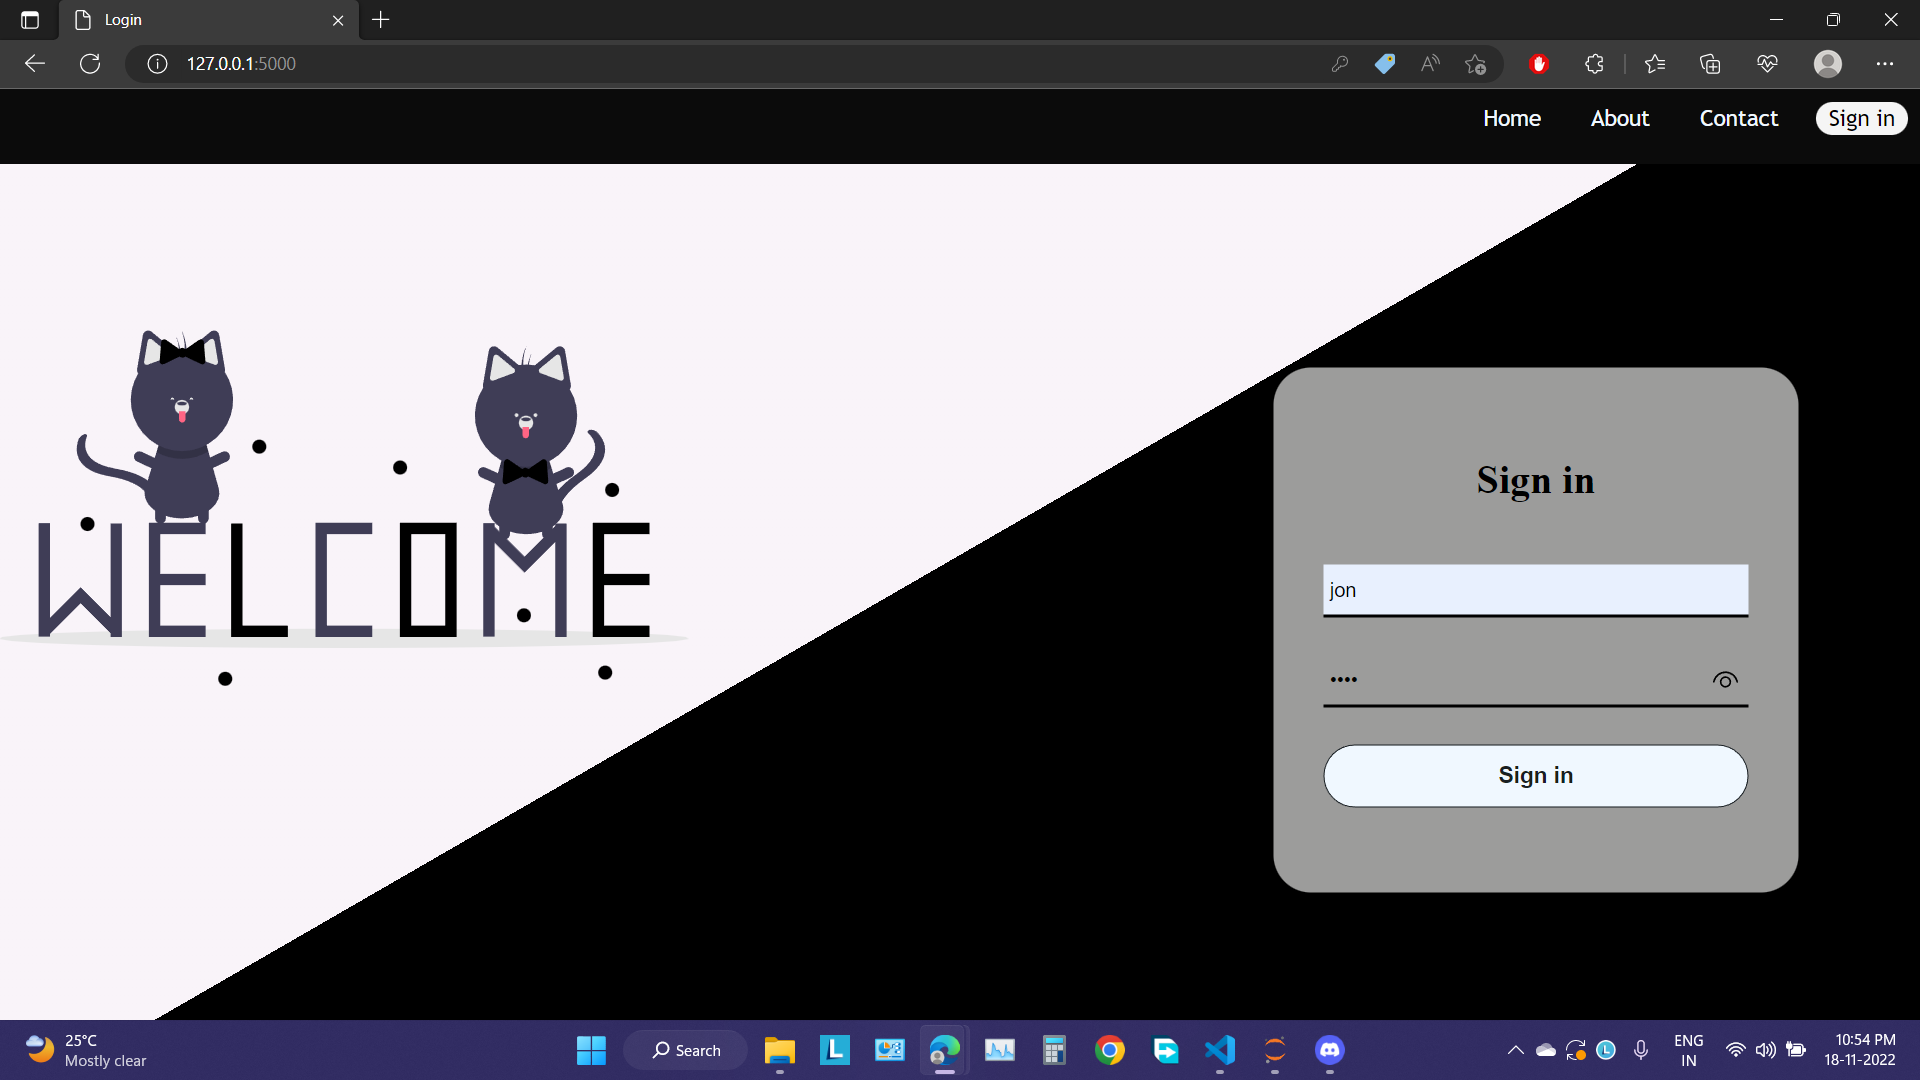 Login
127.0.0.1:5000
Home
About
Contact
Sign in
WELCOME
Sign in
jon
••••
Sign in
25°C
Mostly clear
Search
L
L
ENG
IN
10:54 PM
18-11-2022